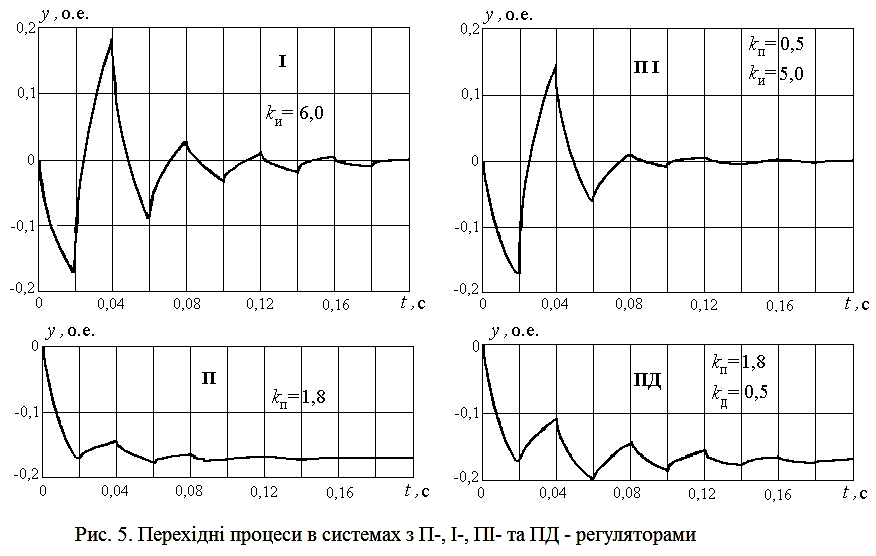 y , о.е.
0,2
0,1
0
-0,1
-0,2
І
kи= 6,0
0
0,04
0,08
0,12
0,16
t , с
y , о.е.
0,2
0,1
0
-0,1
-0,2
П І
kп= 0,5
kи= 5,0
0
0,04
0,08
0,12
0,16
t , с
y , о.е.
0
-0,1
-0,2
П
kп=1,8
0
0,04
0,08
0,12
0,16
t , с
y , о.е.
0
-0,1
-0,2
ПД
kп=1,8
kд=0,5
0
0,04
0,08
0,12
0,16
t , с
Рис. 5. Перехідні процеси в системах з П-, І-, ПІ- та ПД - регуляторами